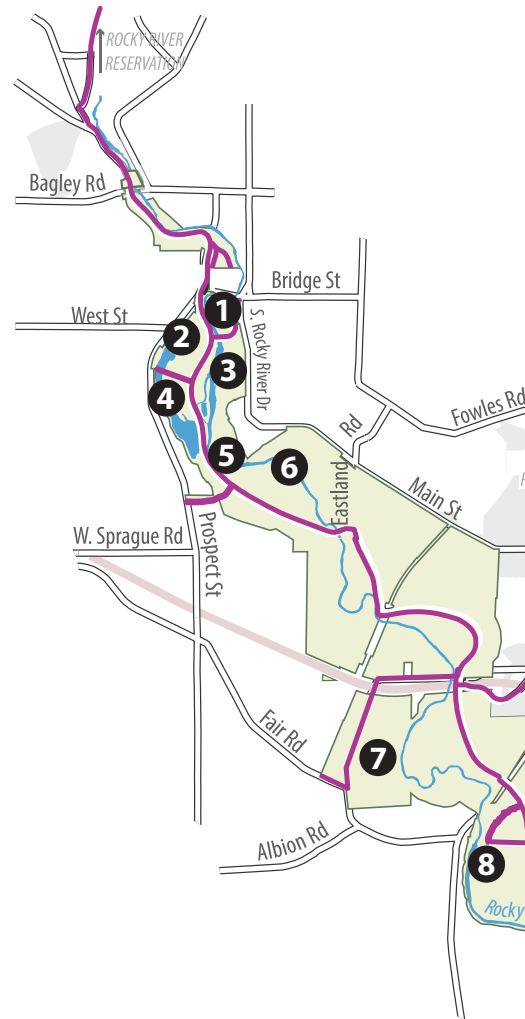 ROCKY RIVER
RESERVATION
Bagley Rd
Bridge St
West St
1
S. Rocky River Dr
2
3
4
Fowles Rd
5
6
Eastland Rd
Main St
W. Sprague Rd
Prospect St
Fair Rd
7
Albion Rd
8
Rocky